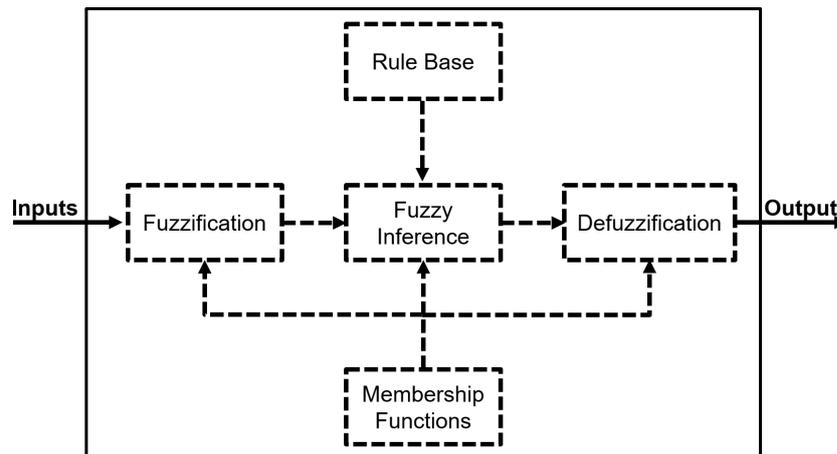 Rule Base
Inputs
Fuzzification
Fuzzy
Inference
Defuzzification
Output
Membership
Functions